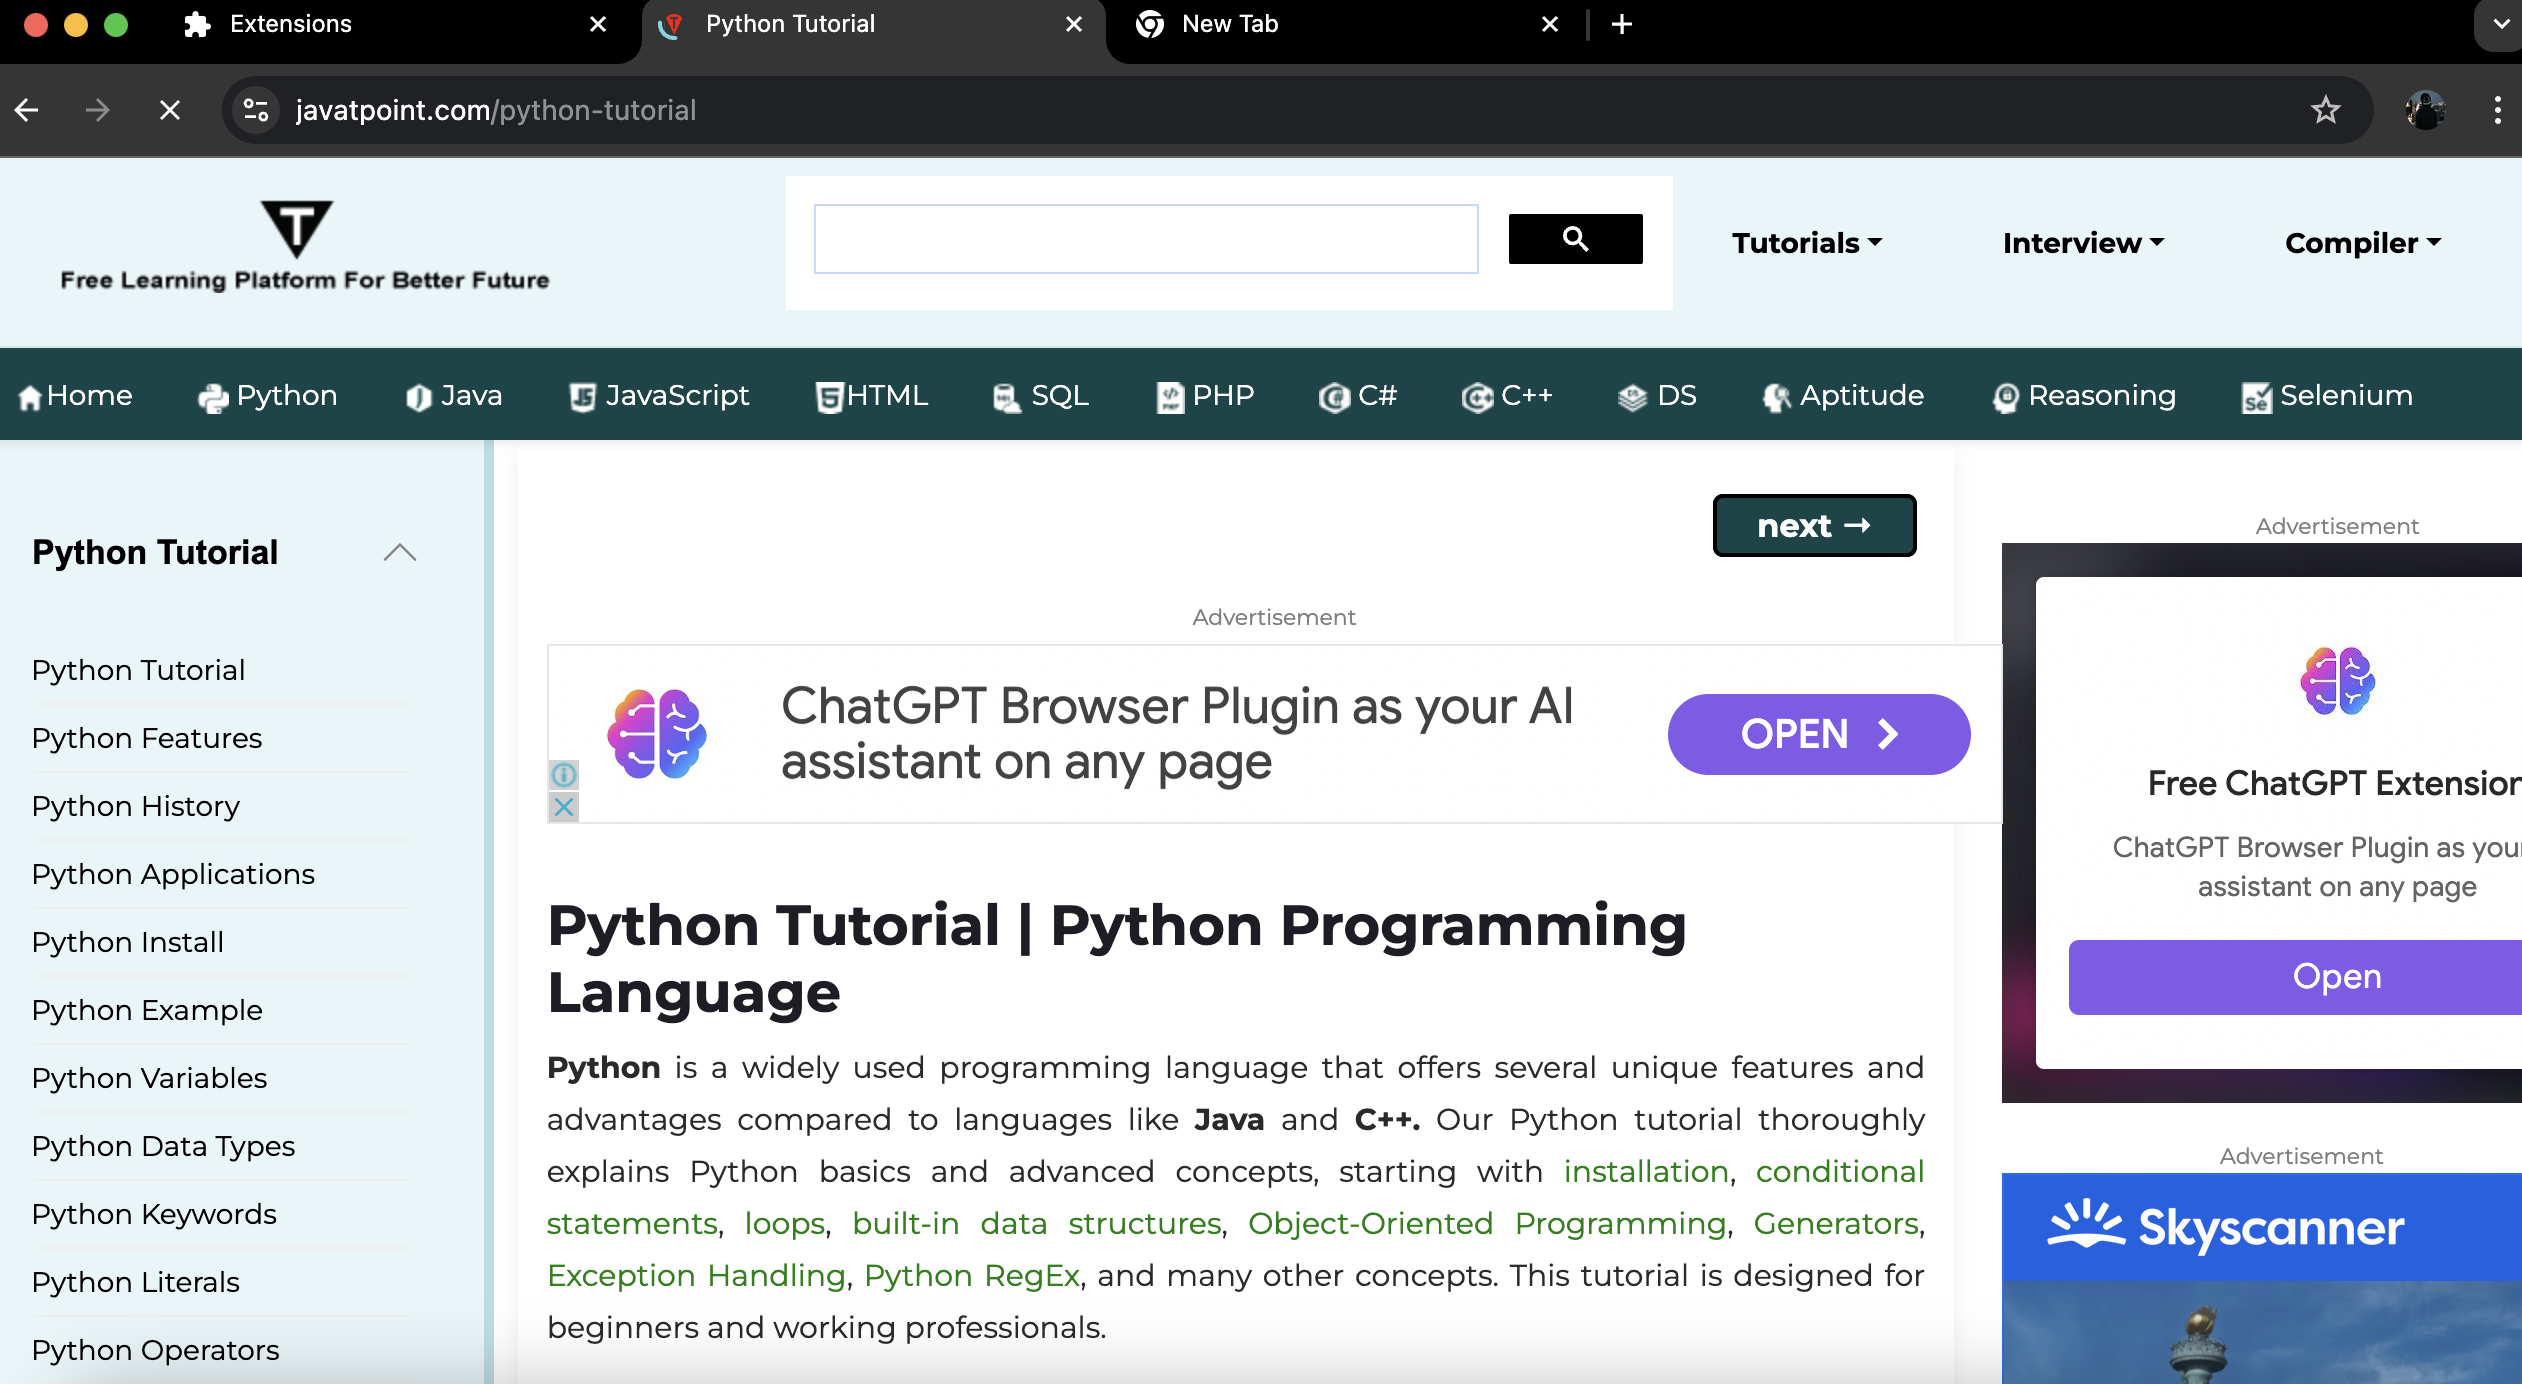 Extensions
Python Tutorial
New Tab
javatpoint.com/python-tutorial
T
Free Learning Platform For Better Future
Tutorials
Interview
Compiler
Home
Python
Java
JavaScript
HTML
SQL
PHP
C#
C++
DS
Aptitude
Reasoning
Selenium
Python Tutorial
Python Tutorial
Python Features
Python History
Python Applications
Python Install
Python Example
Python Variables
Python Data Types
Python Keywords
Python Literals
Python Operators
next →
Advertisement
ChatGPT Browser Plugin as your AI
assistant on any page
OPEN
Python Tutorial | Python Programming
Language
Python is a widely used programming language that offers several unique features and
advantages compared to languages like Java and C++. Our Python tutorial thoroughly
explains Python basics and advanced concepts, starting with installation, conditional
statements, loops, built-in data structures, Object-Oriented Programming, Generators,
Exception Handling, Python RegEx, and many other concepts. This tutorial is designed for
beginners and working professionals.
Advertisement
Free ChatGPT Extension
ChatGPT Browser Plugin as your
assistant on any page
Open
Advertisement
Skyscanner